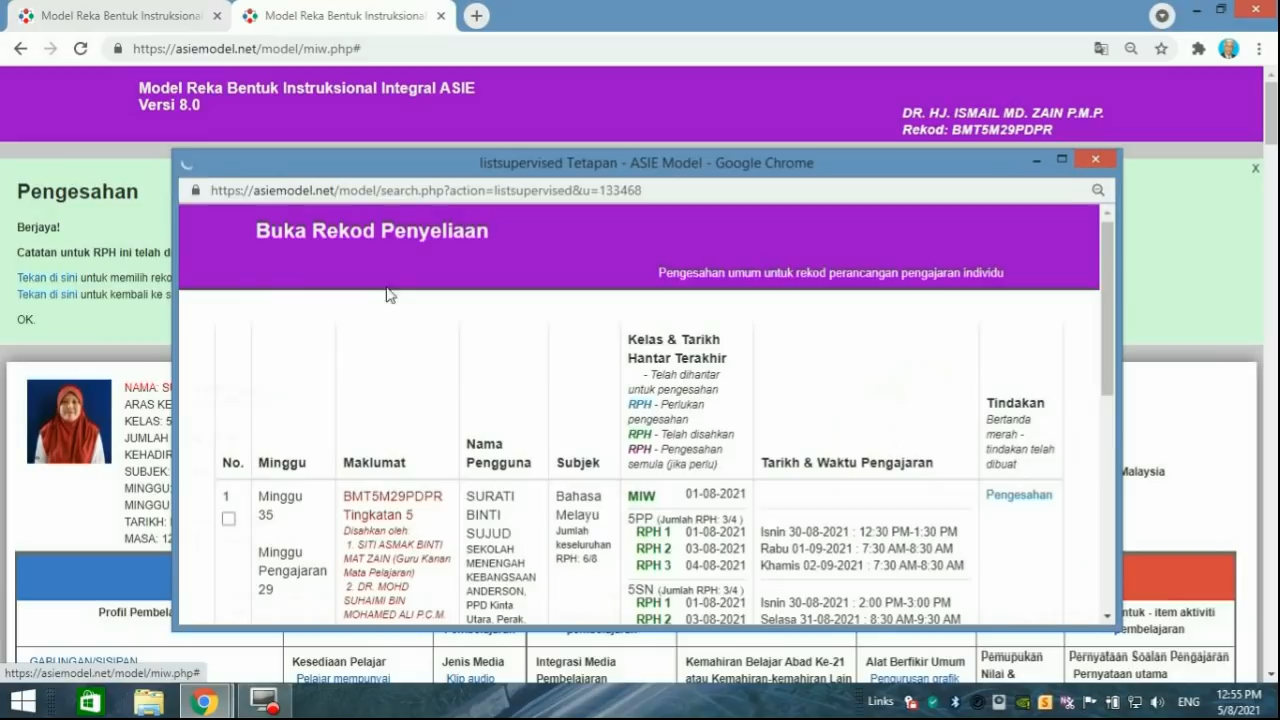 Model Reka Bentuk Instruksional
Model Reka Bentuk Instruksional
https://asiemodel.net/model/miw.php#
Model Reka Bentuk Instruksional Integral ASIE
Versi 8.0
DR. HJ. ISMAIL MD. ZAIN P.M.P.
Rekod: BMT5M29PDPR
Pengesahan
Berjaya!
Catatan untuk RPH ini telah d
Tekan di sini untuk memilih reko
Tekan di sini untuk kembali ke s
OK.
X
listsupervised Tetapan - ASIE Model - Google Chrome
https://asiemodel.net/model/search.php?action=listsupervised&u=133468
Buka Rekod Penyeliaan
Pengesahan umum untuk rekod perancangan pengajaran individu
No.
Minggu
Maklumat
Nama
Pengguna
Subjek
Kelas & Tarikh
Hantar Terakhir
- Telah dihantar
untuk pengesahan
RPH - Perlukan
pengesahan
RPH - Telah disahkan
RPH - Pengesahan
semula (jika perlu)
Tarikh & Waktu Pengajaran
Tindakan
Bertanda
merah -
tindakan telah
dibuat
1
Minggu
35
Minggu
Pengajaran
29
BMT5M29PDPR
Tingkatan 5
Disahkan oleh:
1. SITI ASMAK BINTI
MAT ZAIN (Guru Kanan
Mata Pelajaran)
2. DR. MOHD
SUHAIMI BIN
MOHAMED ALI P.C.M.
SURATI
BINTI
SUJUD
SEKOLAH
MENENGAH
KEBANGSAAN
ANDERSON,
PPD Kinta
Utara, Perak,
Bahasa
Melayu
Jumlah
keseluruhan
RPH: 6/8
MIW 01-08-2021
5PP (Jumlah RPH: 3/4 )
RPH 1 01-08-2021 Isnin 30-08-2021 : 12:30 PM-1:30 PM
RPH 2 03-08-2021 Rabu 01-09-2021 : 7:30 AM-8:30 AM
RPH 3 04-08-2021 Khamis 02-09-2021 : 7:30 AM-8:30 AM
5SN (Jumlah RPH: 3/4 )
RPH 1 01-08-2021 Isnin 30-08-2021 : 2:00 PM-3:00 PM
RPH 2 03-08-2021 Selasa 31-08-2021 : 8:30 AM-9:30 AM
Pengesahan
NAMA: SU
ARAS KE
KELAS: 5
JUMLAH
KEHADIR
SUBJEK:
MINGGU:
MINGGU
TARIKH:
MASA: 12
Malaysia
Profil Pembela
ntuk - item aktiviti
pembelajaran
GABUNGAN/SISIPAN
Kesediaan Pelajar
Pelajar mempunyai
Jenis Media
Klip audio
Integrasi Media
Pembelajaran
Kemahiran Belajar Abad Ke-21
atau Kemahiran-kemahiran Lain
Alat Berfikir Umum
Pengurusan grafik
Pemupukan
Nilai &
Pernyataan Soalan Pengajaran
Pernyataan utama
https://asiemodel.net/model/miw.php#
Links
ENG
12:55 PM
5/8/2021